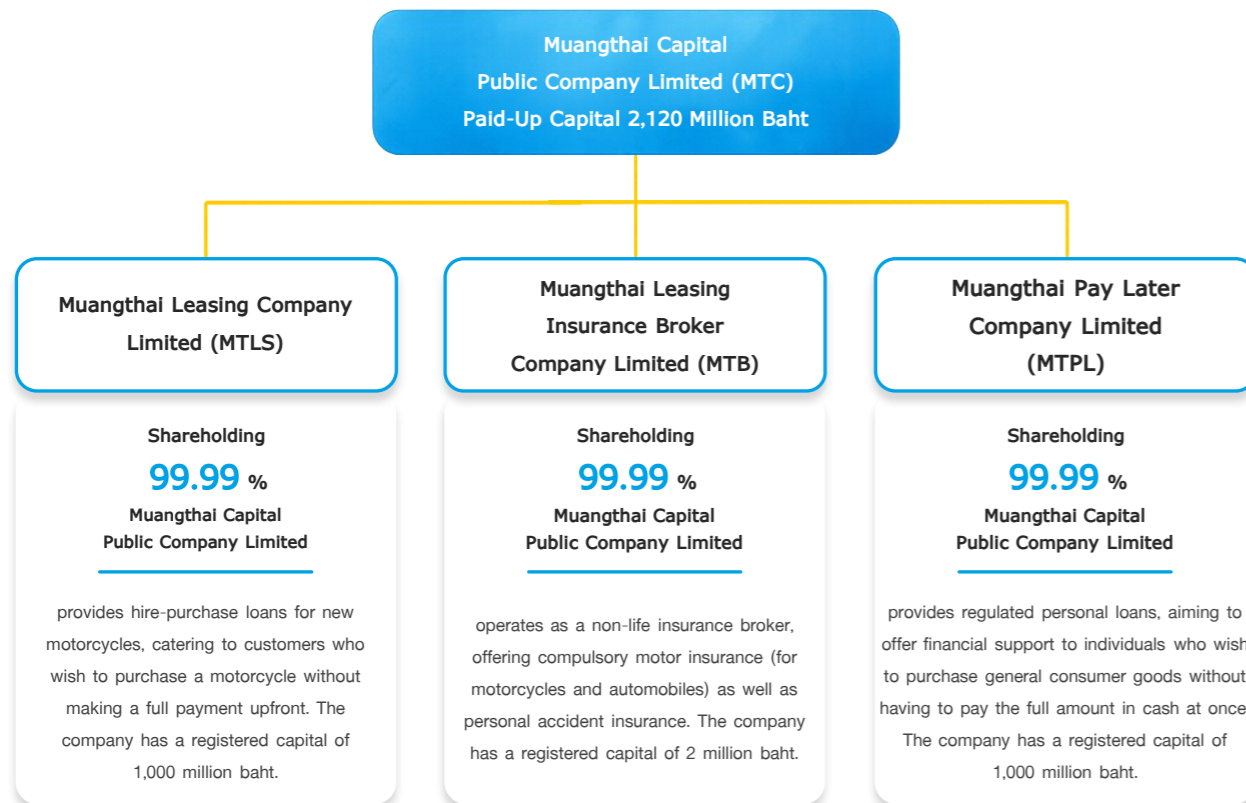 Muangthai Capital
Public Company Limited (MTC)
Paid-Up Capital 2,120 Million Baht
Muangthai Leasing Company
Limited (MTLS)
Shareholding
99.99 %
Muangthai Capital
Public Company Limited
provides hire-purchase loans for new
motorcycles, catering to customers who
wish to purchase a motorcycle without
making a full payment upfront. The
company has a registered capital of
1,000 million baht.
Muangthai Leasing
Insurance Broker
Company Limited (MTB)
Shareholding
99.99 %
Muangthai Capital
Public Company Limited
operates as a non-life insurance broker,
offering compulsory motor insurance (for
motorcycles and automobiles) as well as
personal accident insurance. The company
has a registered capital of 2 million baht.
Muangthai Pay Later
Company Limited
(MTPL)
Shareholding
99.99 %
Muangthai Capital
Public Company Limited
provides regulated personal loans, aiming to
offer financial support to individuals who wish
to purchase general consumer goods without
having to pay the full amount in cash at once
The company has a registered capital of
1,000 million baht.